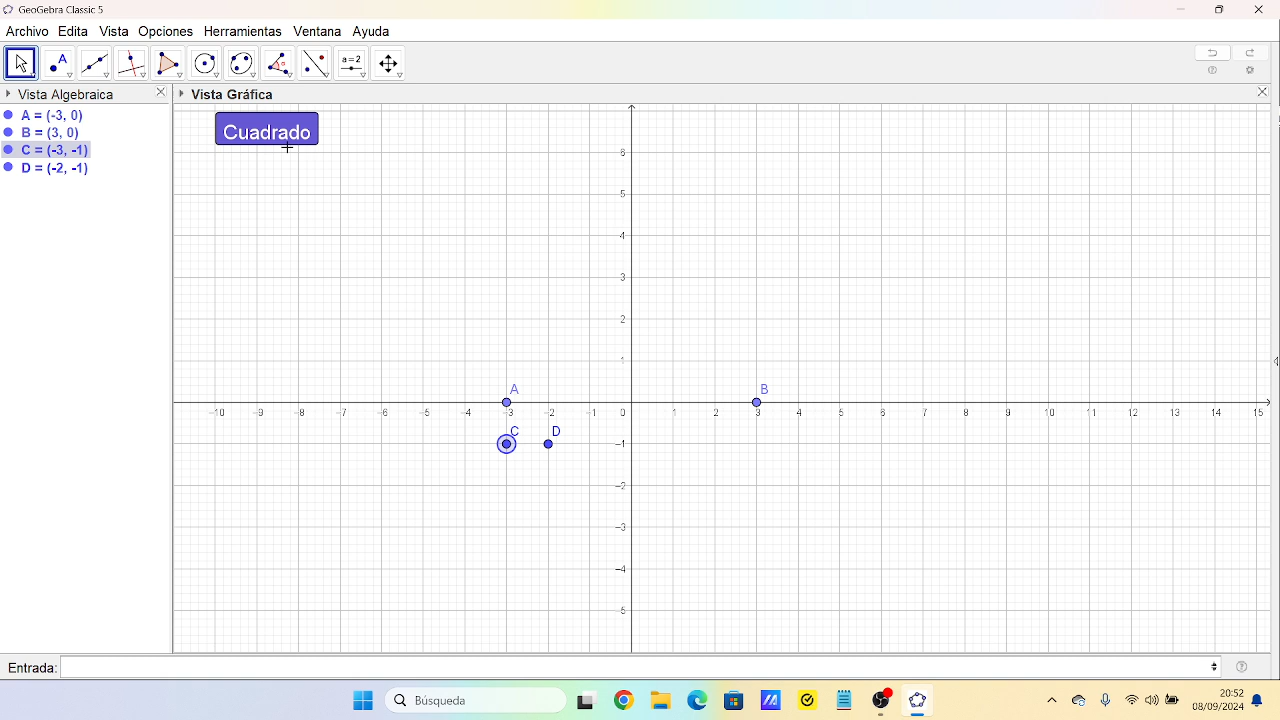 GeoGebra Classic 5
Archivo Edita Vista Opciones Herramientas Ventana Ayuda
A
a=2
Vista Algebraica
Vista Gráfica
A = (-3, 0)
B = (3, 0)
C = (-3, -1)
D = (-2, -1)
Cuadrado
6
5
4
3
2
1
A
B
–10 –9 –8 –7 –6 –5 –4 –3 –2 –1 0 1 2 3 4 5 6 7 8 9 10 11 12 13 14 15
C
D
–1
–2
–3
–4
–5
Entrada:
Búsqueda
20:52
08/09/2024